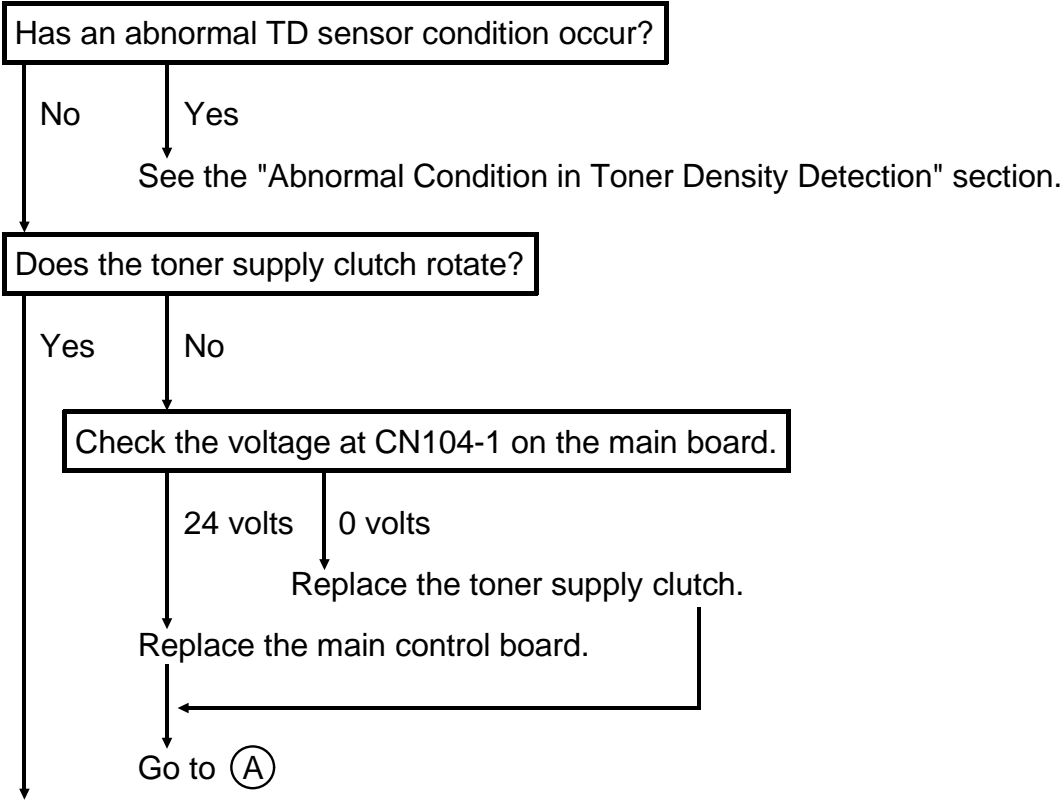 Has an abnormal TD sensor condition occur?
No
Yes
See the "Abnormal Condition in Toner Density Detection" section.
Does the toner supply clutch rotate?
Yes
No
Check the voltage at CN104-1 on the main board.
24 volts
0 volts
Replace the toner supply clutch.
Replace the main control board.
Go to A